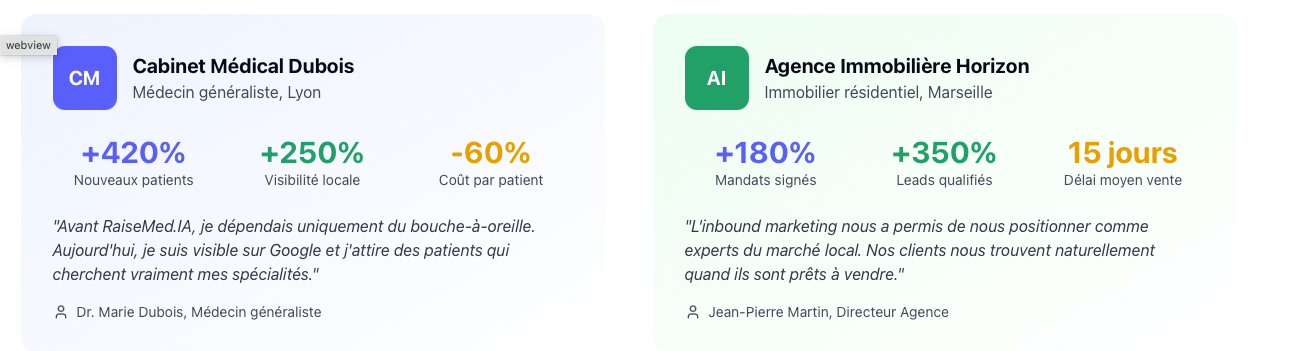 webview
CM
Cabinet Médical Dubois
Médecin généraliste, Lyon
+420%
Nouveaux patients
+250%
Visibilité locale
-60%
Coût par patient
"Avant RaiseMed.IA, je dépendais uniquement du bouche-à-oreille.
Aujourd'hui, je suis visible sur Google et j'attire des patients qui
cherchent vraiment mes spécialités."
Dr. Marie Dubois, Médecin généraliste
AI
Agence Immobilière Horizon
Immobilier résidentiel, Marseille
+180%
Mandats signés
+350%
Leads qualifiés
15 jours
Délai moyen vente
"L'inbound marketing nous a permis de nous positionner comme
experts du marché local. Nos clients nous trouvent naturellement
quand ils sont prêts à vendre."
Jean-Pierre Martin, Directeur Agence